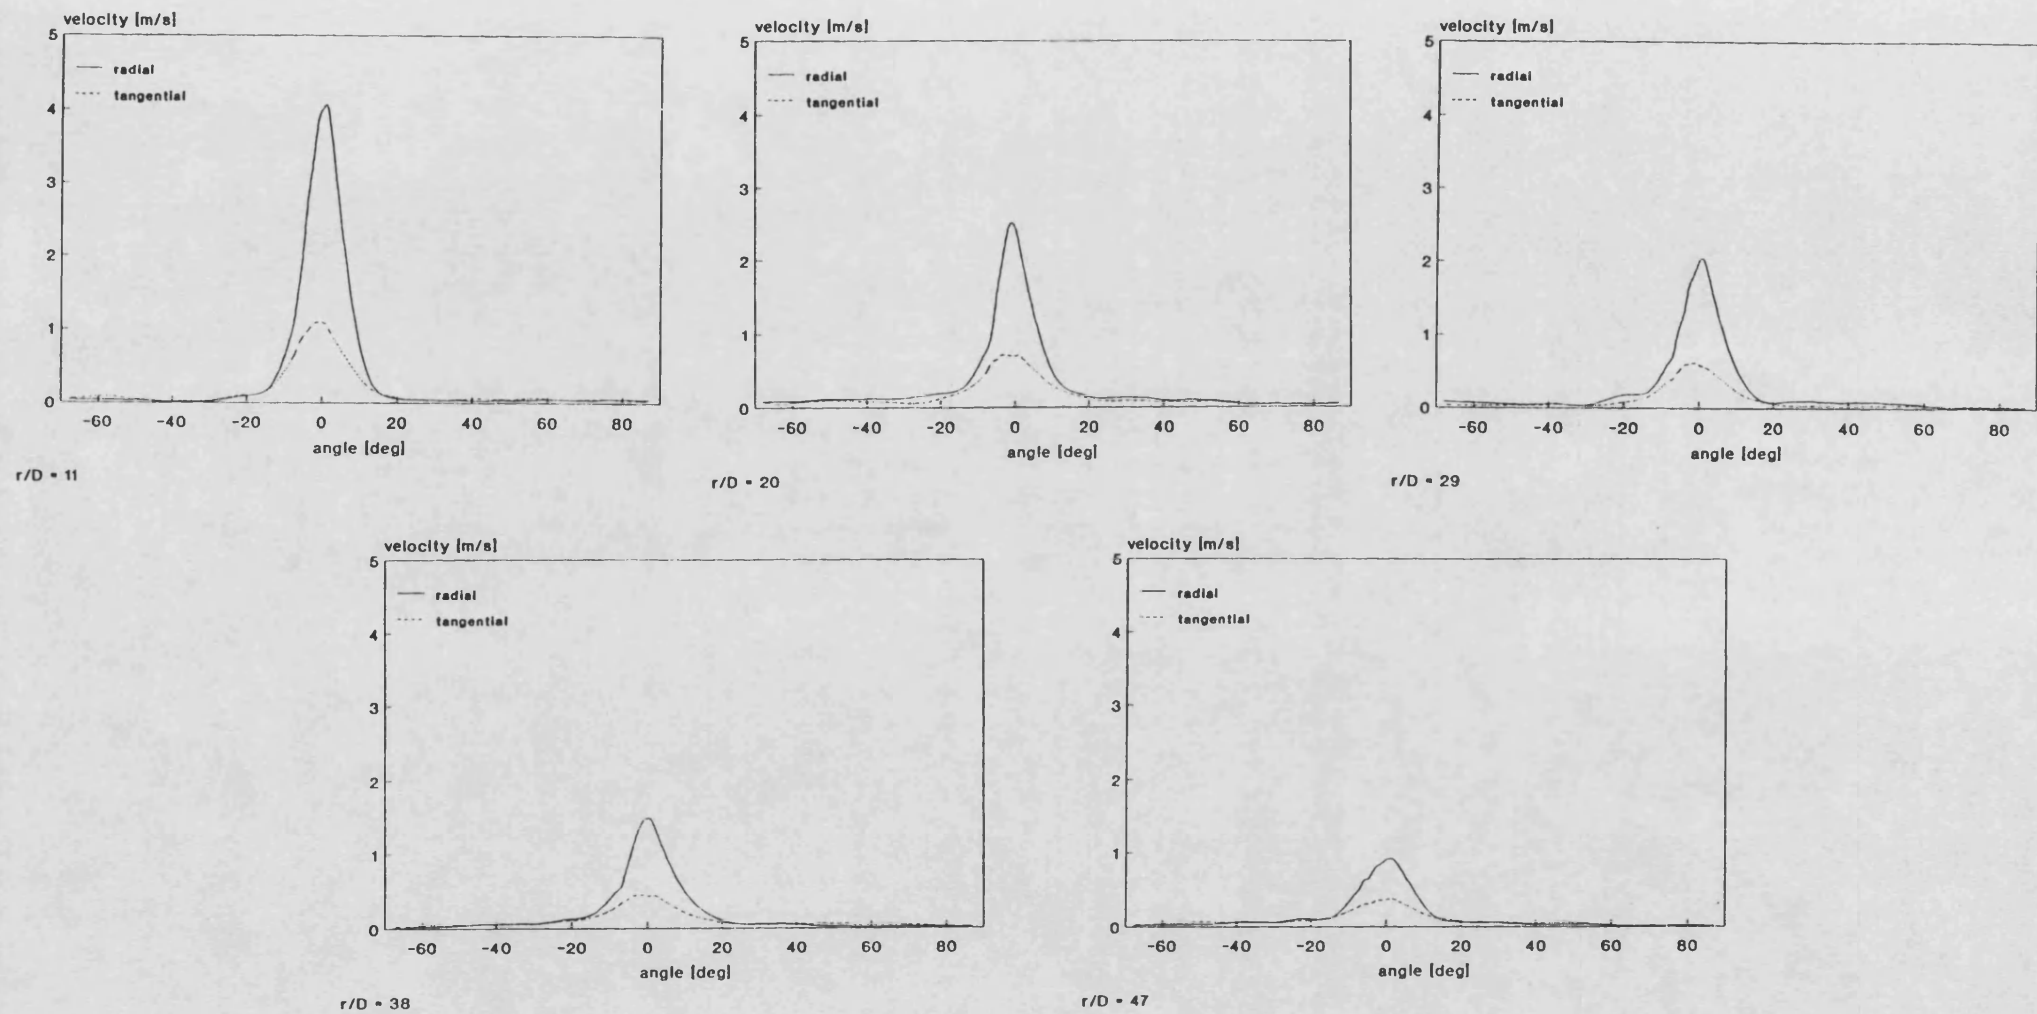 velocity [m/s]
5
radial
tangential
4
3
2
1
0
-60 -40 -20 0 20 40 60 80
angle [deg]
r/D = 11
velocity [m/s]
5
radial
tangential
4
3
2
1
0
-60 -40 -20 0 20 40 60 80
angle [deg]
r/D = 20
velocity [m/s]
5
radial
tangential
4
3
2
1
0
-60 -40 -20 0 20 40 60 80
angle [deg]
r/D = 29
velocity [m/s]
5
radial
tangential
4
3
2
1
0
-60 -40 -20 0 20 40 60 80
angle [deg]
r/D = 38
velocity [m/s]
5
radial
tangential
4
3
2
1
0
-60 -40 -20 0 20 40 60 80
angle [deg]
r/D = 47